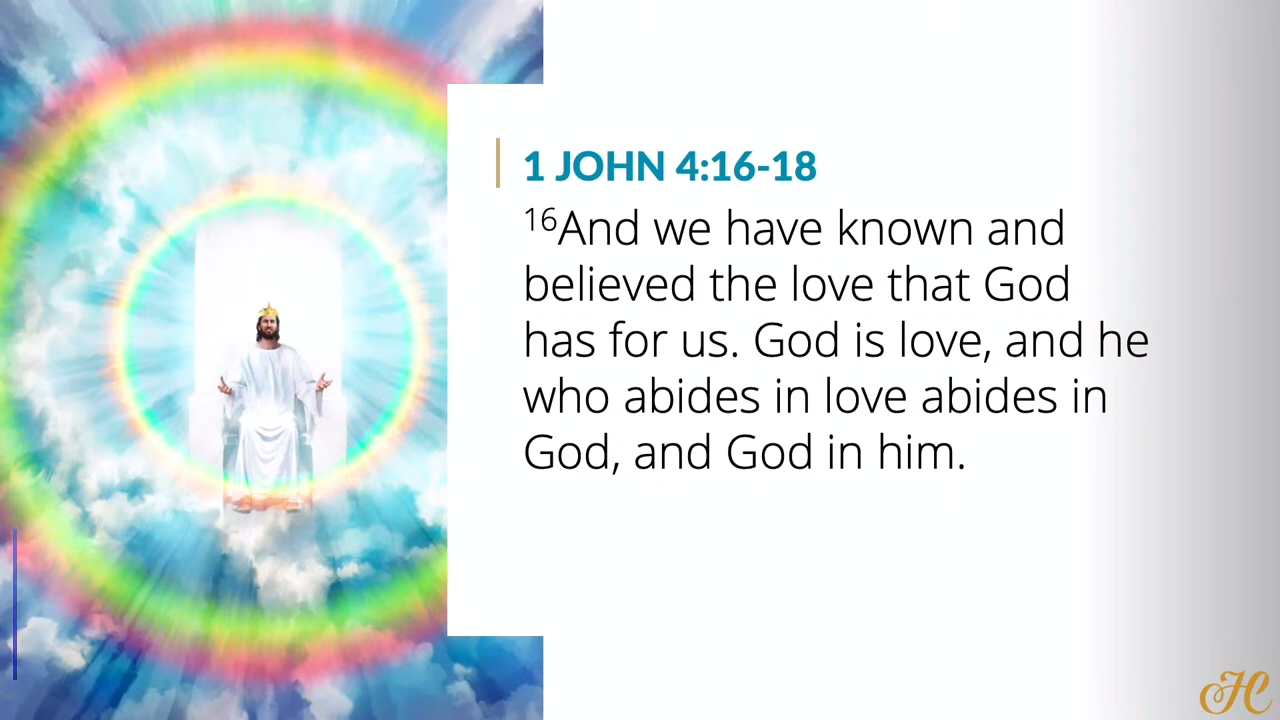 1 JOHN 4:16-18
¹⁶And we have known and
believed the love that God
has for us. God is love, and he
who abides in love abides in
God, and God in him.
HC